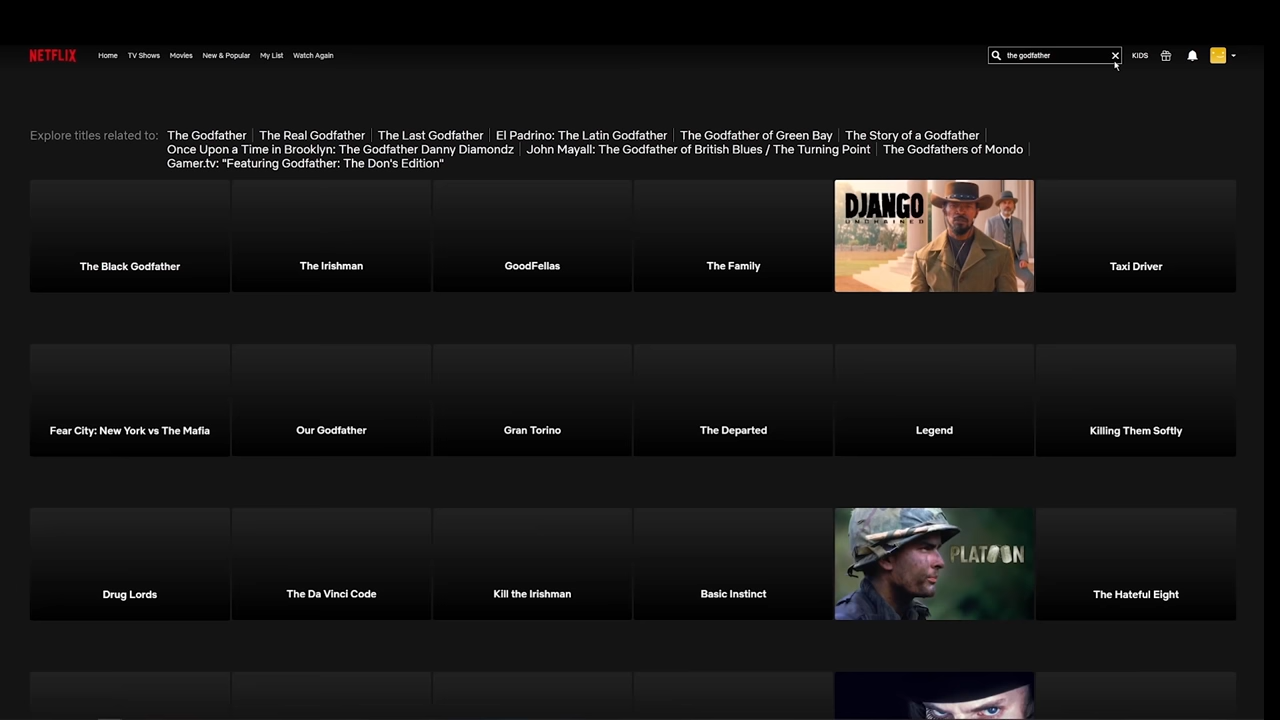 NETFLIX Home TV Shows Movies New & Popular My List Watch Again the godfather KIDS
Explore titles related to: The Godfather The Real Godfather The Last Godfather El Padrino: The Latin Godfather The Godfather of Green Bay The Story of a Godfather
Once Upon a Time in Brooklyn: The Godfather Danny Diamondz John Mayall: The Godfather of British Blues / The Turning Point The Godfathers of Mondo
Gamer.tv: "Featuring Godfather: The Don's Edition"
DJANGO
UNCHAINED
The Black Godfather The Irishman GoodFellas The Family Taxi Driver
Fear City: New York vs The Mafia Our Godfather Gran Torino The Departed Legend Killing Them Softly
PLATOON
Drug Lords The Da Vinci Code Kill the Irishman Basic Instinct The Hateful Eight